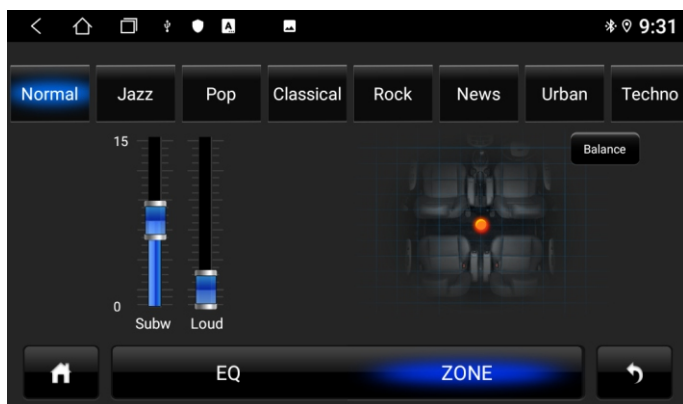 A
9:31
Normal
Jazz
Pop
Classical
Rock
News
Urban
Techno
15
Balance
0
Subw
Loud
EQ
ZONE